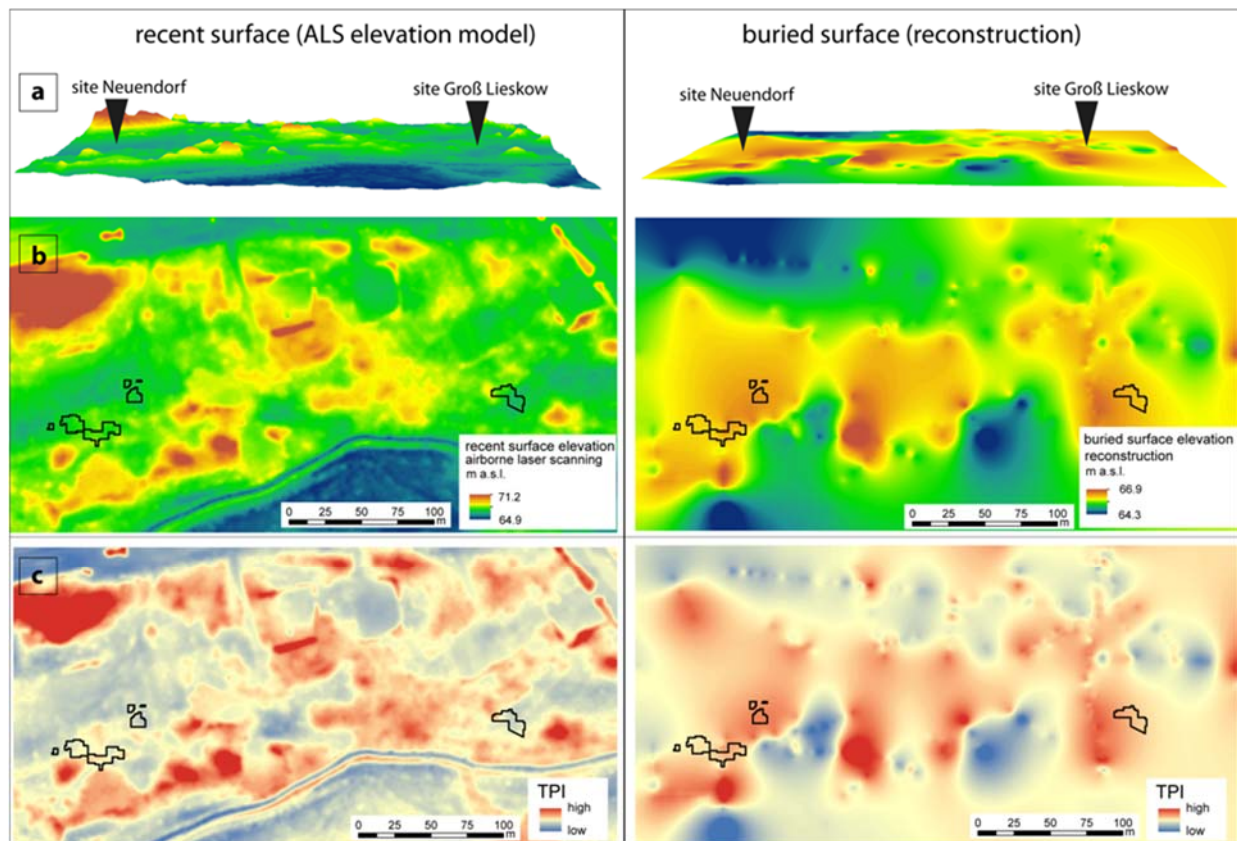 recent surface (ALS elevation model)
buried surface (reconstruction)
a
site Neuendorf
site Groß Lieskow
site Neuendorf
site Groß Lieskow
b
recent surface elevation
airborne laser scanning
m a.s.l.
71.2
64.9
0 25 50 75 100
m
buried surface elevation
reconstruction
m a.s.l.
66.9
64.3
0 25 50 75 100
m
c
TPI
high
low
0 25 50 75 100
m
TPI
high
low
0 25 50 75 100
m